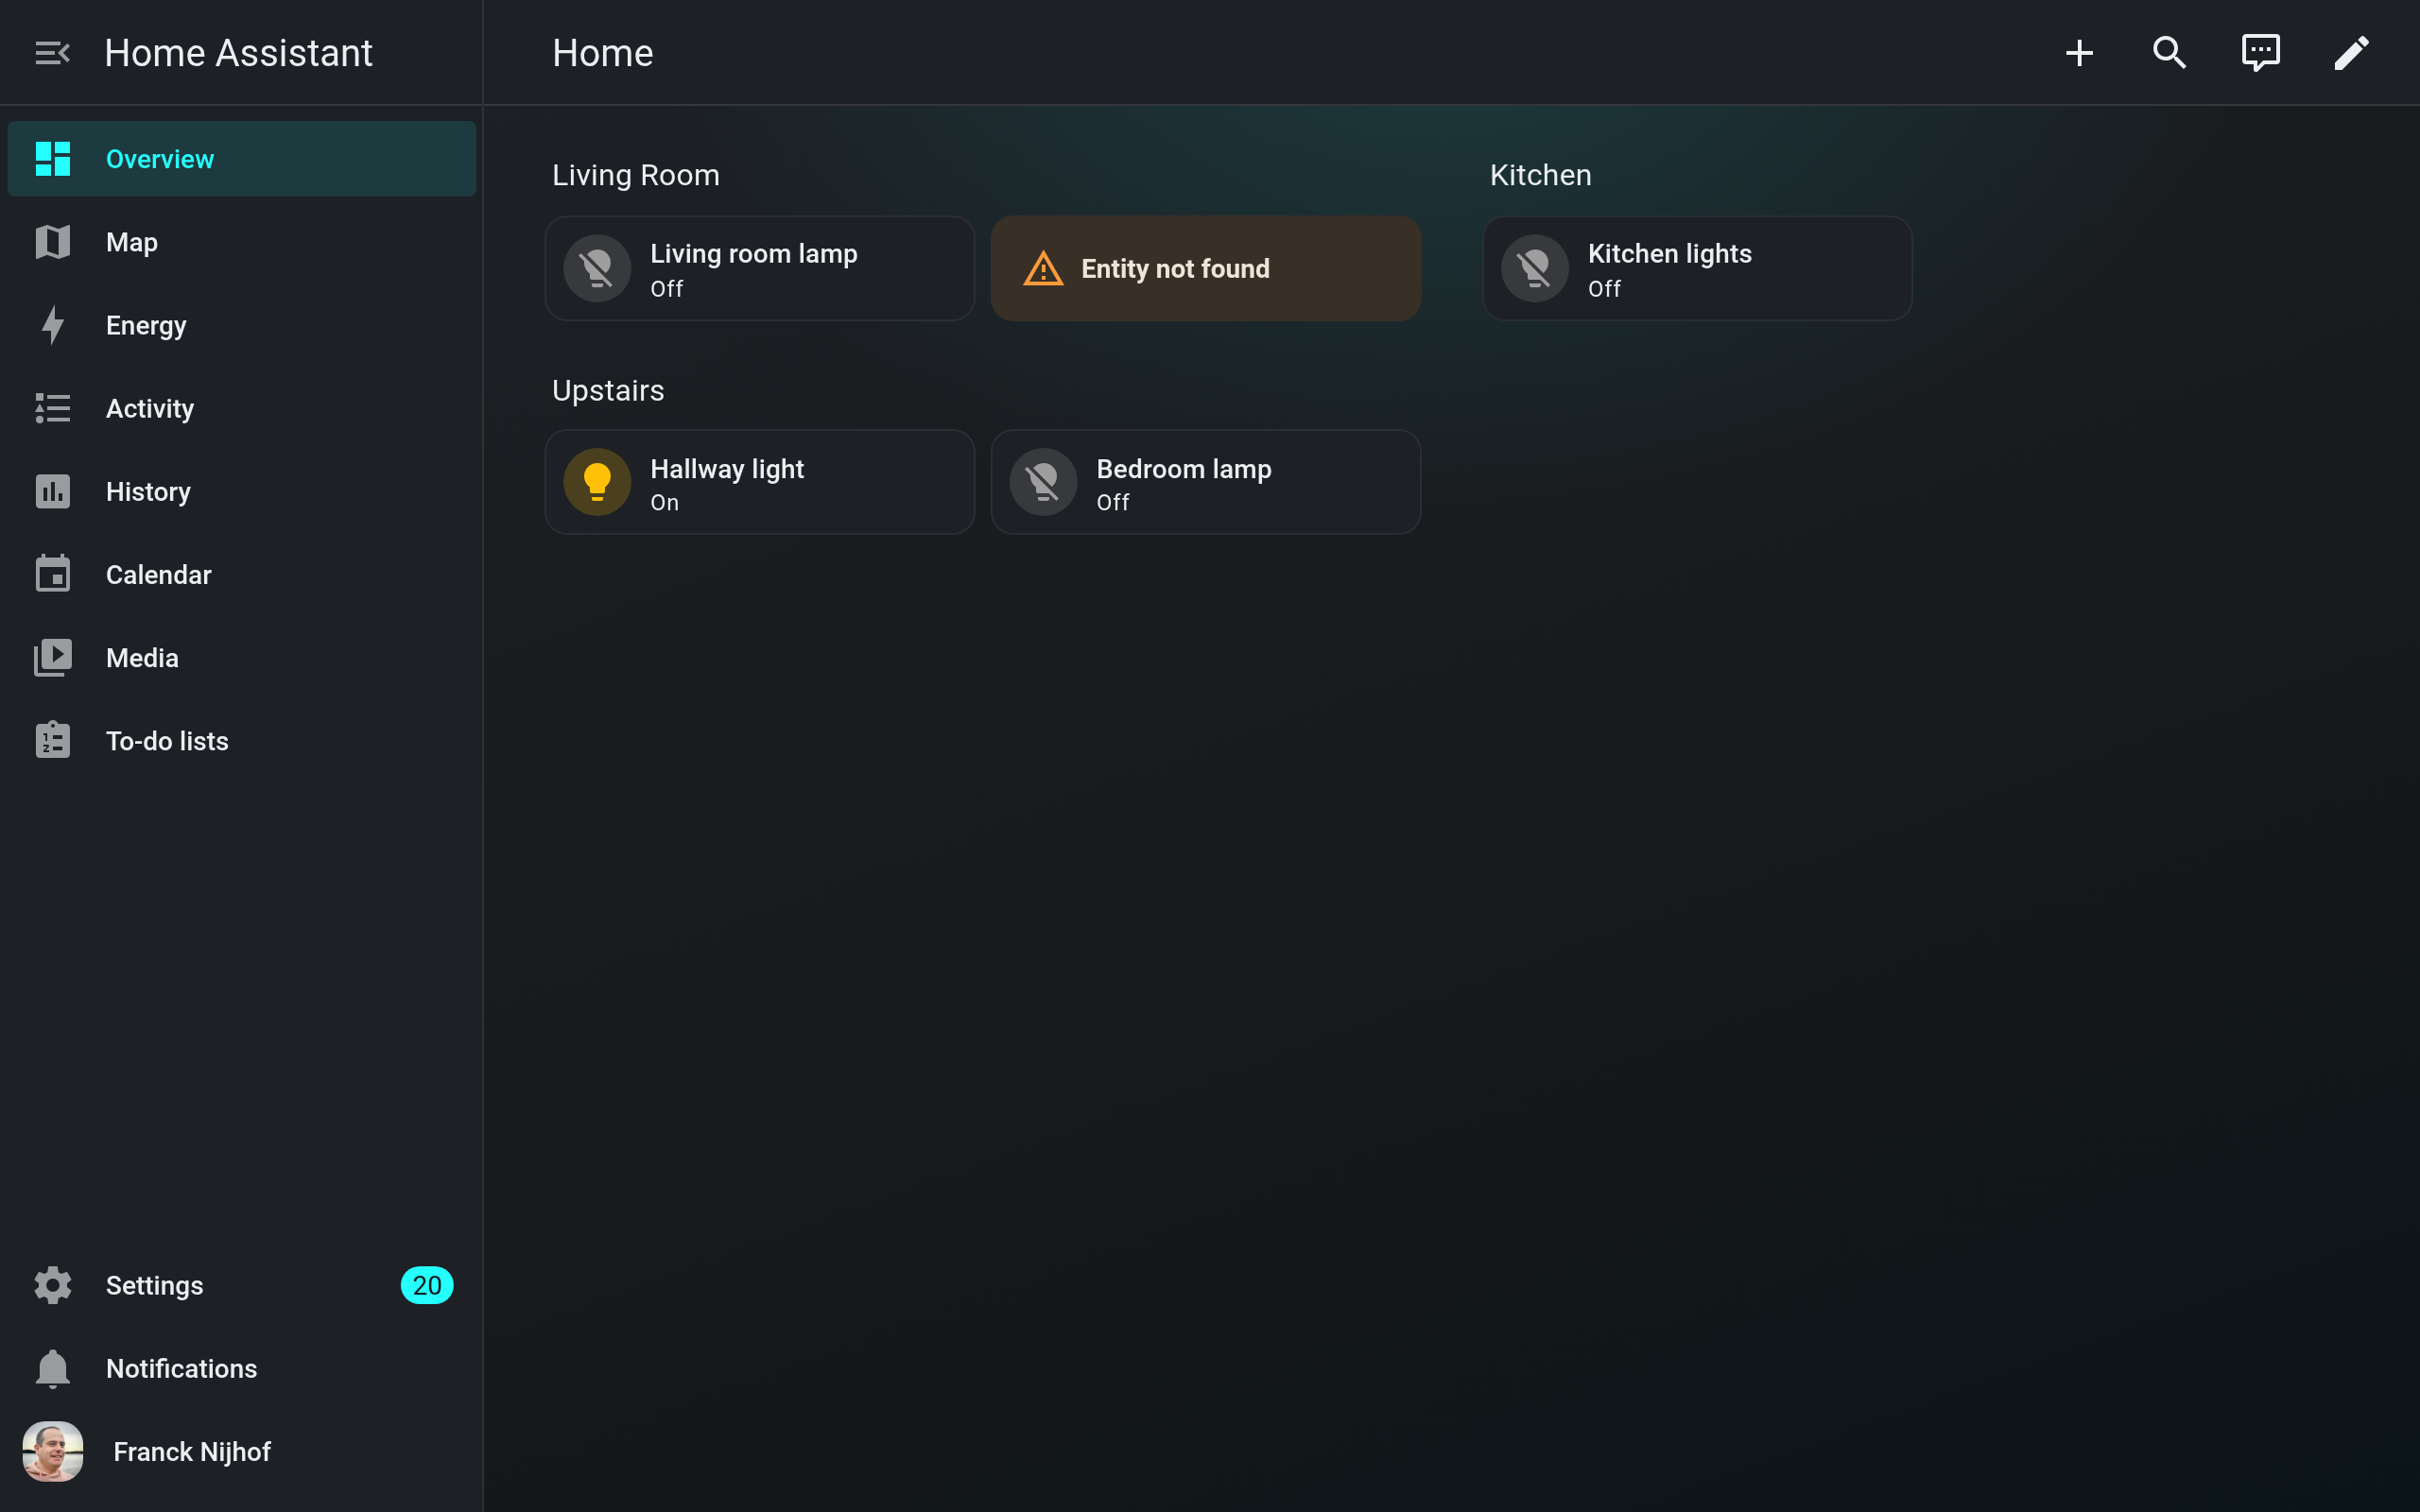 Home Assistant
Home
Overview
Map
Energy
Activity
History
Calendar
Media
To-do lists
Settings
20
Notifications
Franck Nijhof
Living Room
Living room lamp
Off
Entity not found
Kitchen
Kitchen lights
Off
Upstairs
Hallway light
On
Bedroom lamp
Off